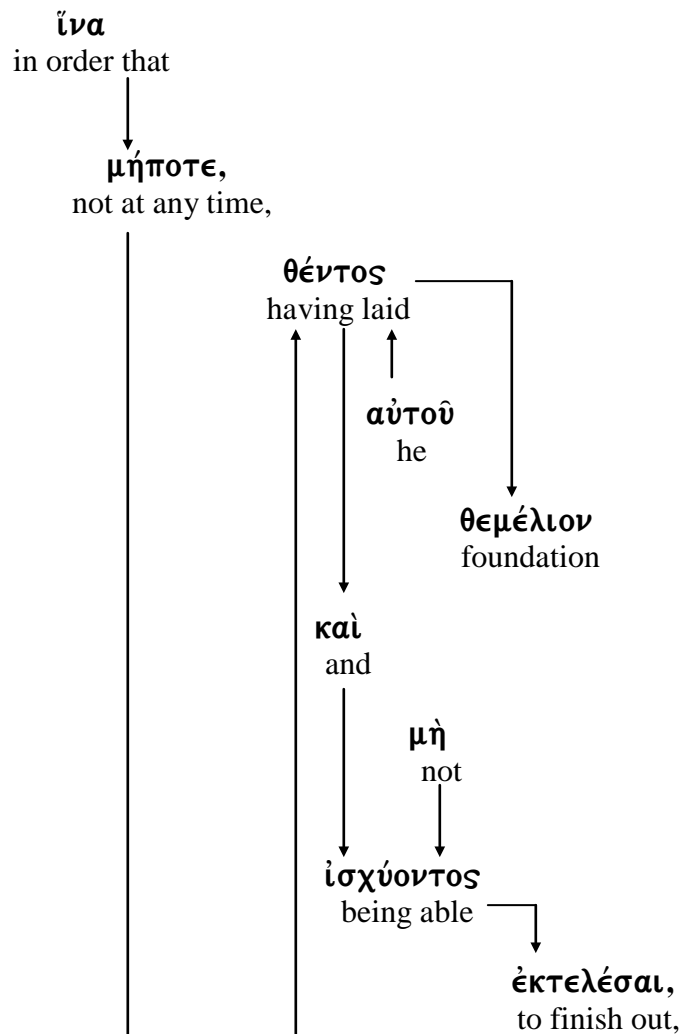 ἵνα
in order that
μήποτε,
not at any time,
θέντος
having laid
αὐτοῦ
he
θεμέλιον
foundation
καὶ
and
μὴ
not
ἰσχύοντος
being able
ἐκτελέσαι,
to finish out,